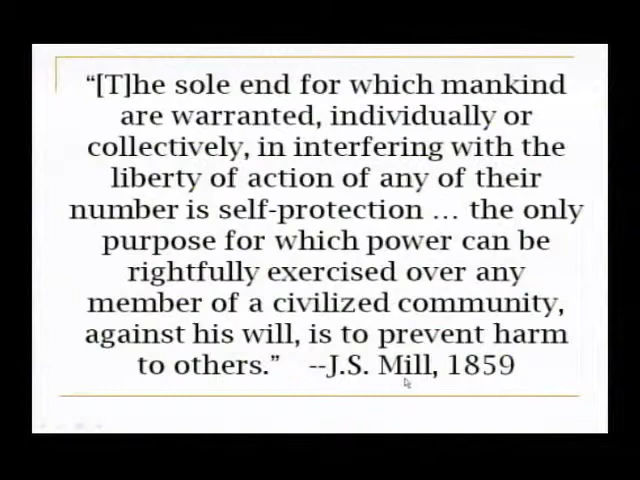 “[T]he sole end for which mankind
are warranted, individually or
collectively, in interfering with the
liberty of action of any of their
number is self-protection … the only
purpose for which power can be
rightfully exercised over any
member of a civilized community,
against his will, is to prevent harm
to others.” --J.S. Mill, 1859